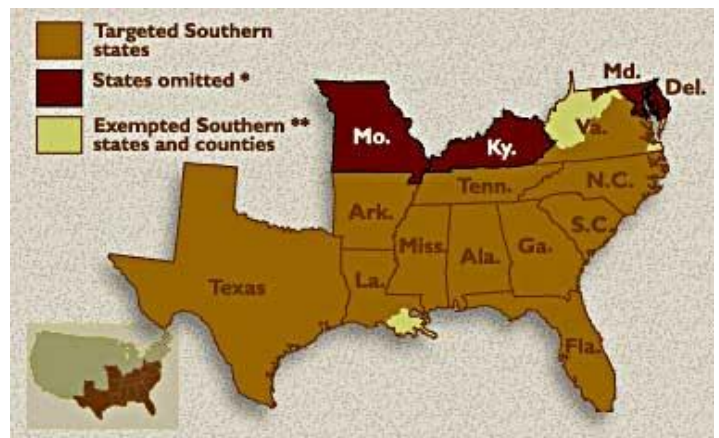 Targeted Southern
states
States omitted *
Exempted Southern **
states and counties
Md.
Del.
Mo.
Ky.
Va.
Tenn.
N.C.
Ark.
S.C.
Miss.
Ala.
Ga.
Texas
La.
Fla.